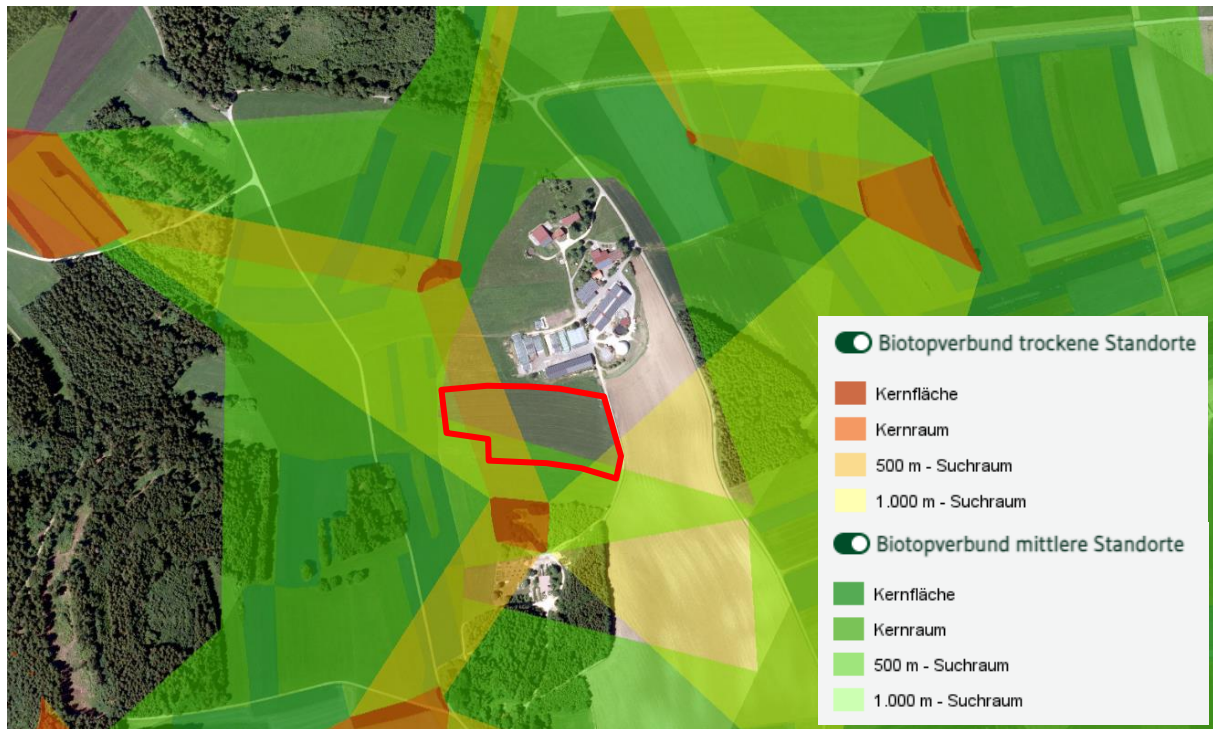 Biotopverbund trockene Standorte
Kernfläche
Kernraum
500 m - Suchraum
1.000 m - Suchraum
Biotopverbund mittlere Standorte
Kernfläche
Kernraum
500 m - Suchraum
1.000 m - Suchraum